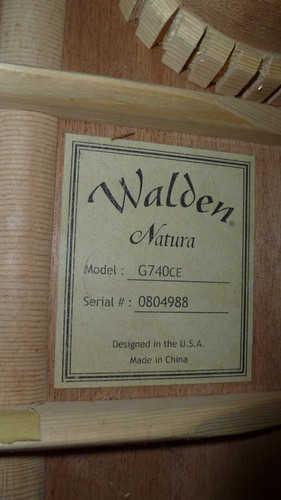 Walden®
Natura
Model : G740CE
Serial # : 0804988
Designed in the U.S.A.
Made in China